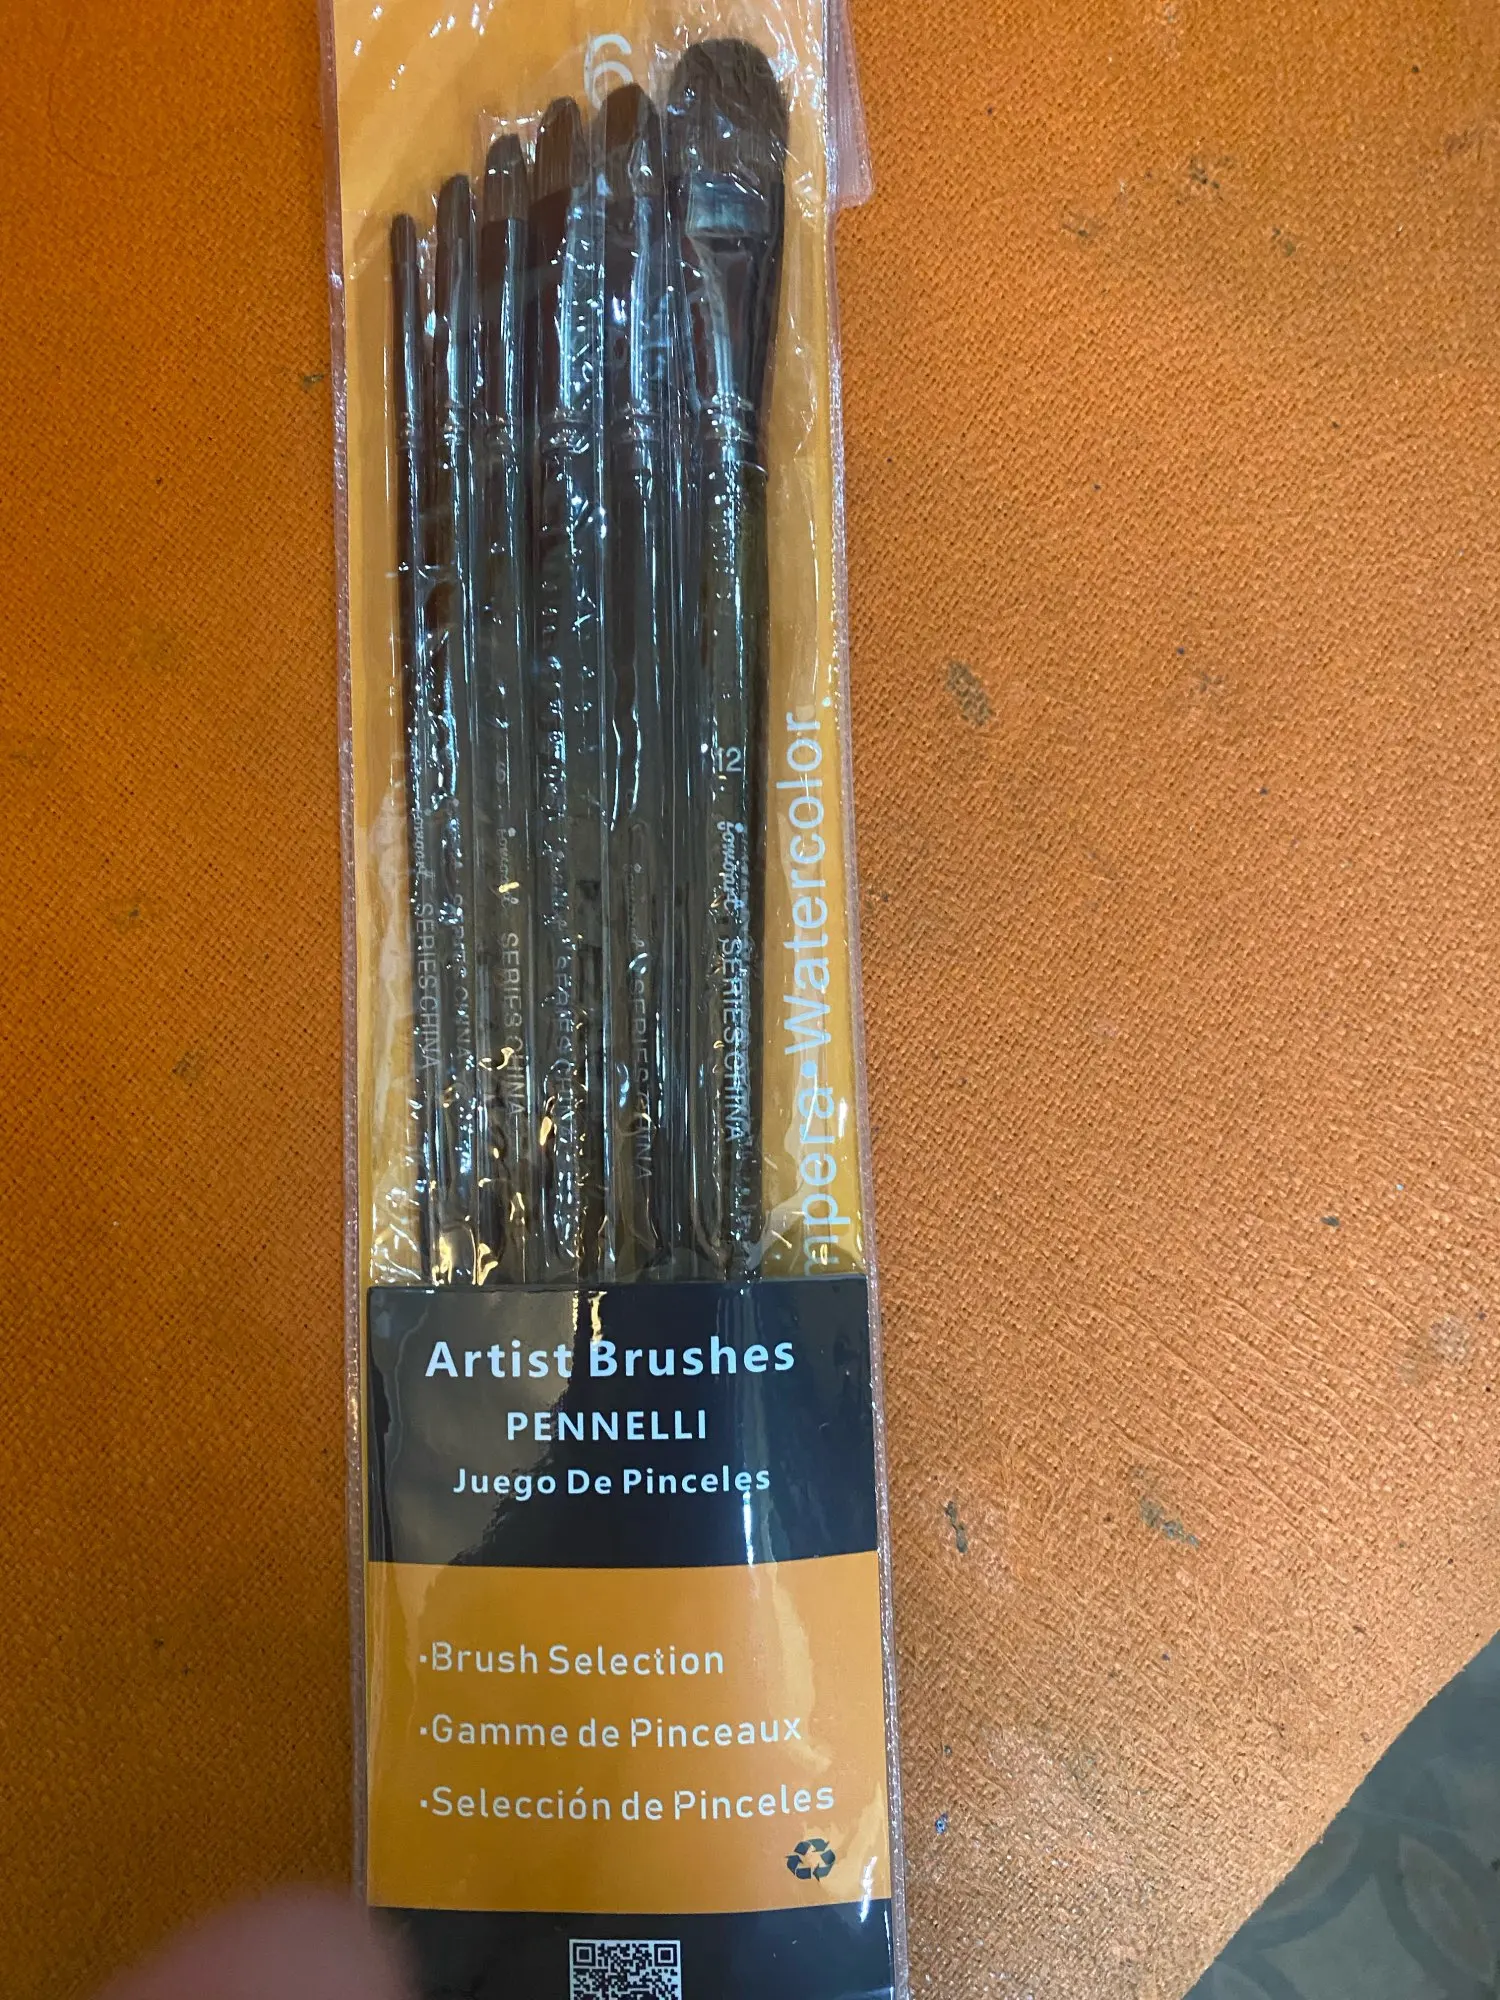 6
12
SERIES CHINA
SERIES CHINA
SERIES CHINA
SERIES CHINA
mpera•Watercolor
Artist Brushes
PENNELLI
Juego De Pinceles
·Brush Selection
·Gamme de Pinceaux
·Selección de Pinceles